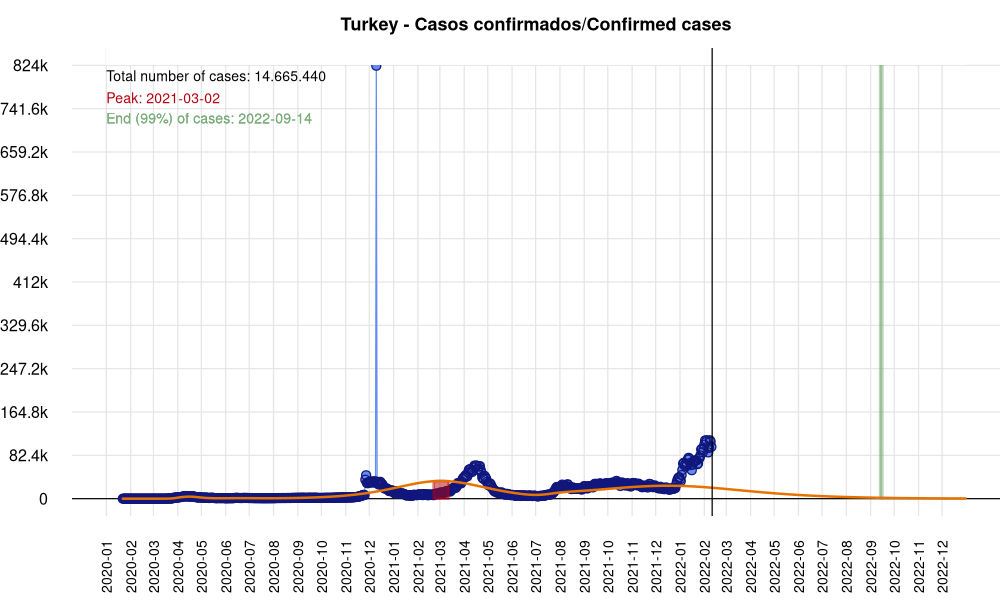 Turkey - Casos confirmados/Confirmed cases
Total number of cases: 14.665.440
Peak: 2021-03-02
End (99%) of cases: 2022-09-14
824k
741.6k
659.2k
576.8k
494.4k
412k
329.6k
247.2k
164.8k
82.4k
0
2020-01
2020-02
2020-03
2020-04
2020-05
2020-06
2020-07
2020-08
2020-09
2020-10
2020-11
2020-12
2021-01
2021-02
2021-03
2021-04
2021-05
2021-06
2021-07
2021-08
2021-09
2021-10
2021-11
2021-12
2022-01
2022-02
2022-03
2022-04
2022-05
2022-06
2022-07
2022-08
2022-09
2022-10
2022-11
2022-12